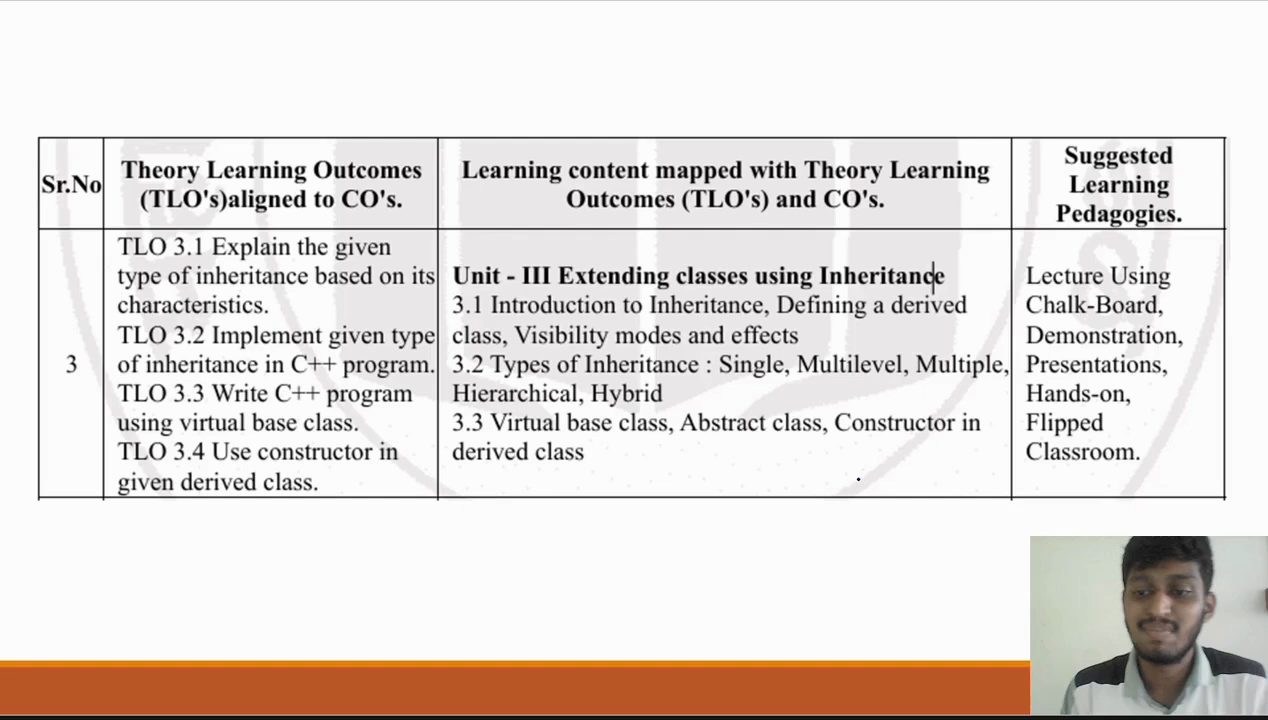 Sr.No
Theory Learning Outcomes
(TLO's)aligned to CO's.
Learning content mapped with Theory Learning
Outcomes (TLO's) and CO's.
Suggested
Learning
Pedagogies.
3
TLO 3.1 Explain the given
type of inheritance based on its
characteristics.
TLO 3.2 Implement given type
of inheritance in C++ program.
TLO 3.3 Write C++ program
using virtual base class.
TLO 3.4 Use constructor in
given derived class.
Unit - III Extending classes using Inheritance
3.1 Introduction to Inheritance, Defining a derived
class, Visibility modes and effects
3.2 Types of Inheritance : Single, Multilevel, Multiple,
Hierarchical, Hybrid
3.3 Virtual base class, Abstract class, Constructor in
derived class
Lecture Using
Chalk-Board,
Demonstration,
Presentations,
Hands-on,
Flipped
Classroom.